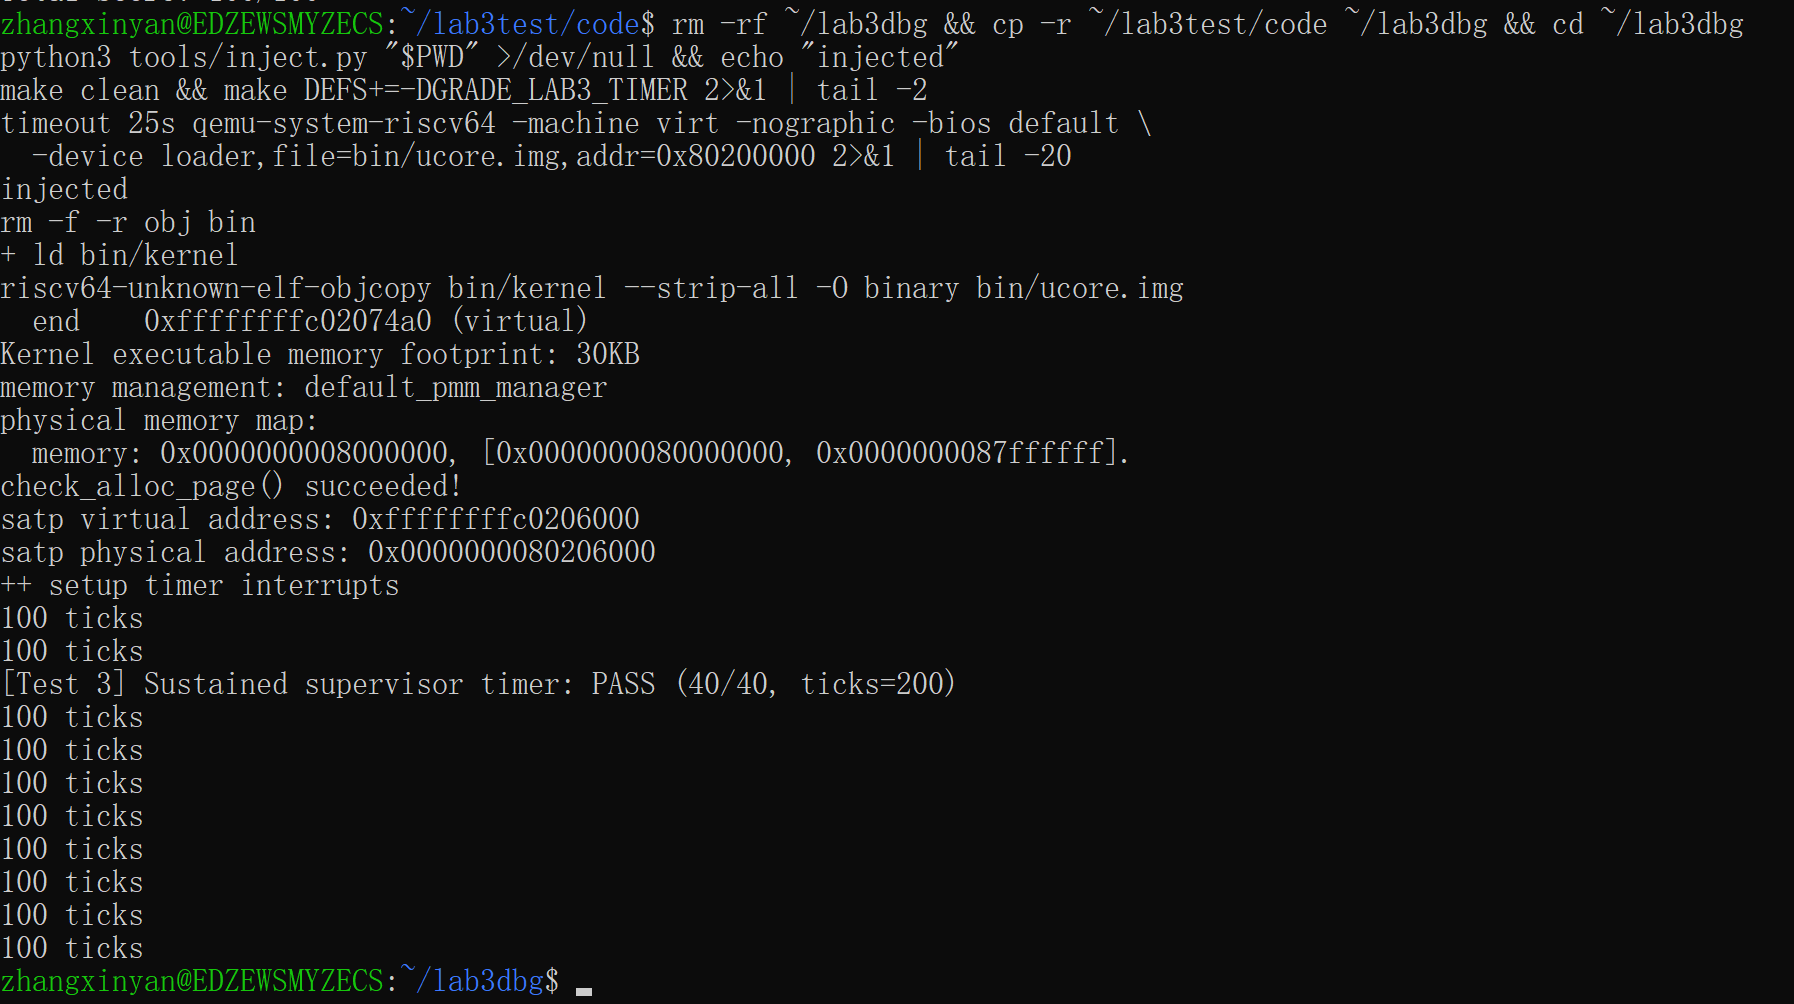 zhangxinyan@EDZEWSMYZECS:~/lab3test/code$ rm -rf ~/lab3dbg && cp -r ~/lab3test/code ~/lab3dbg && cd ~/lab3dbg
python3 tools/inject.py "$PWD" >/dev/null && echo "injected"
make clean && make DEFS+=-DGRADE_LAB3_TIMER 2>&1 | tail -2
timeout 25s qemu-system-riscv64 -machine virt -nographic -bios default \
  -device loader,file=bin/ucore.img,addr=0x80200000 2>&1 | tail -20
injected
rm -f -r obj bin
+ ld bin/kernel
riscv64-unknown-elf-objcopy bin/kernel --strip-all -O binary bin/ucore.img
  end    0xffffffffc02074a0 (virtual)
Kernel executable memory footprint: 30KB
memory management: default_pmm_manager
physical memory map:
  memory: 0x0000000008000000, [0x0000000080000000, 0x0000000087ffffff].
check_alloc_page() succeeded!
satp virtual address: 0xffffffffc0206000
satp physical address: 0x0000000080206000
++ setup timer interrupts
100 ticks
100 ticks
[Test 3] Sustained supervisor timer: PASS (40/40, ticks=200)
100 ticks
100 ticks
100 ticks
100 ticks
100 ticks
100 ticks
100 ticks
100 ticks
zhangxinyan@EDZEWSMYZECS:~/lab3dbg$